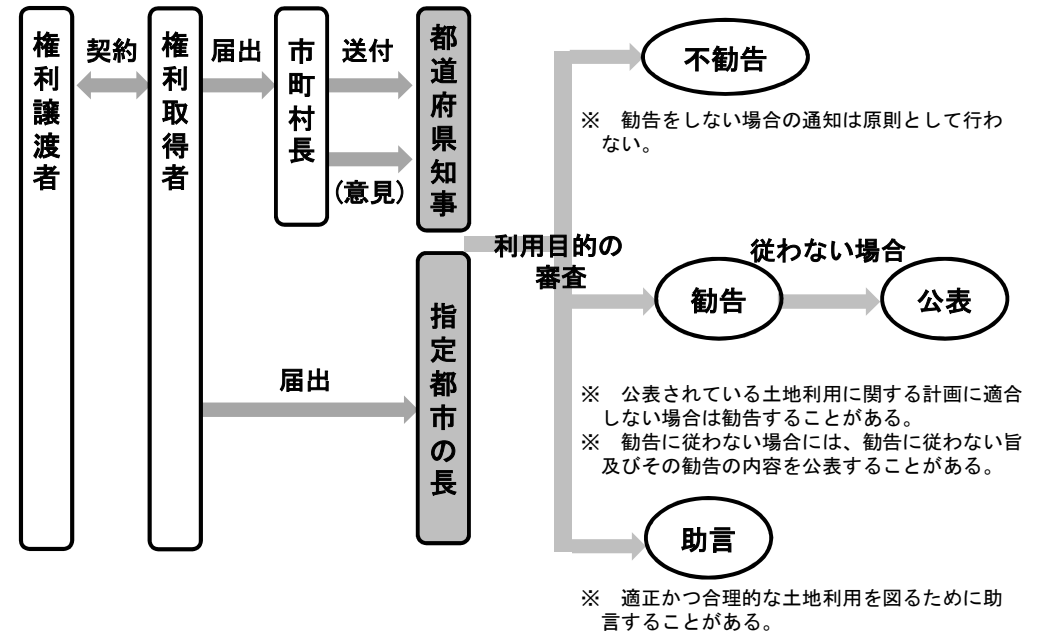 権利譲渡者
契約
権利取得者
届出
市町村長
送付
(意見)
都道府県知事
届出
指定都市の長
利用目的の
審査
不勧告
※　勧告をしない場合の通知は原則として行わ
ない。
勧告
従わない場合
公表
※　公表されている土地利用に関する計画に適合
しない場合は勧告することがある。
※　勧告に従わない場合には、勧告に従わない旨
及びその勧告の内容を公表することがある。
助言
※　適正かつ合理的な土地利用を図るために助
言することがある。